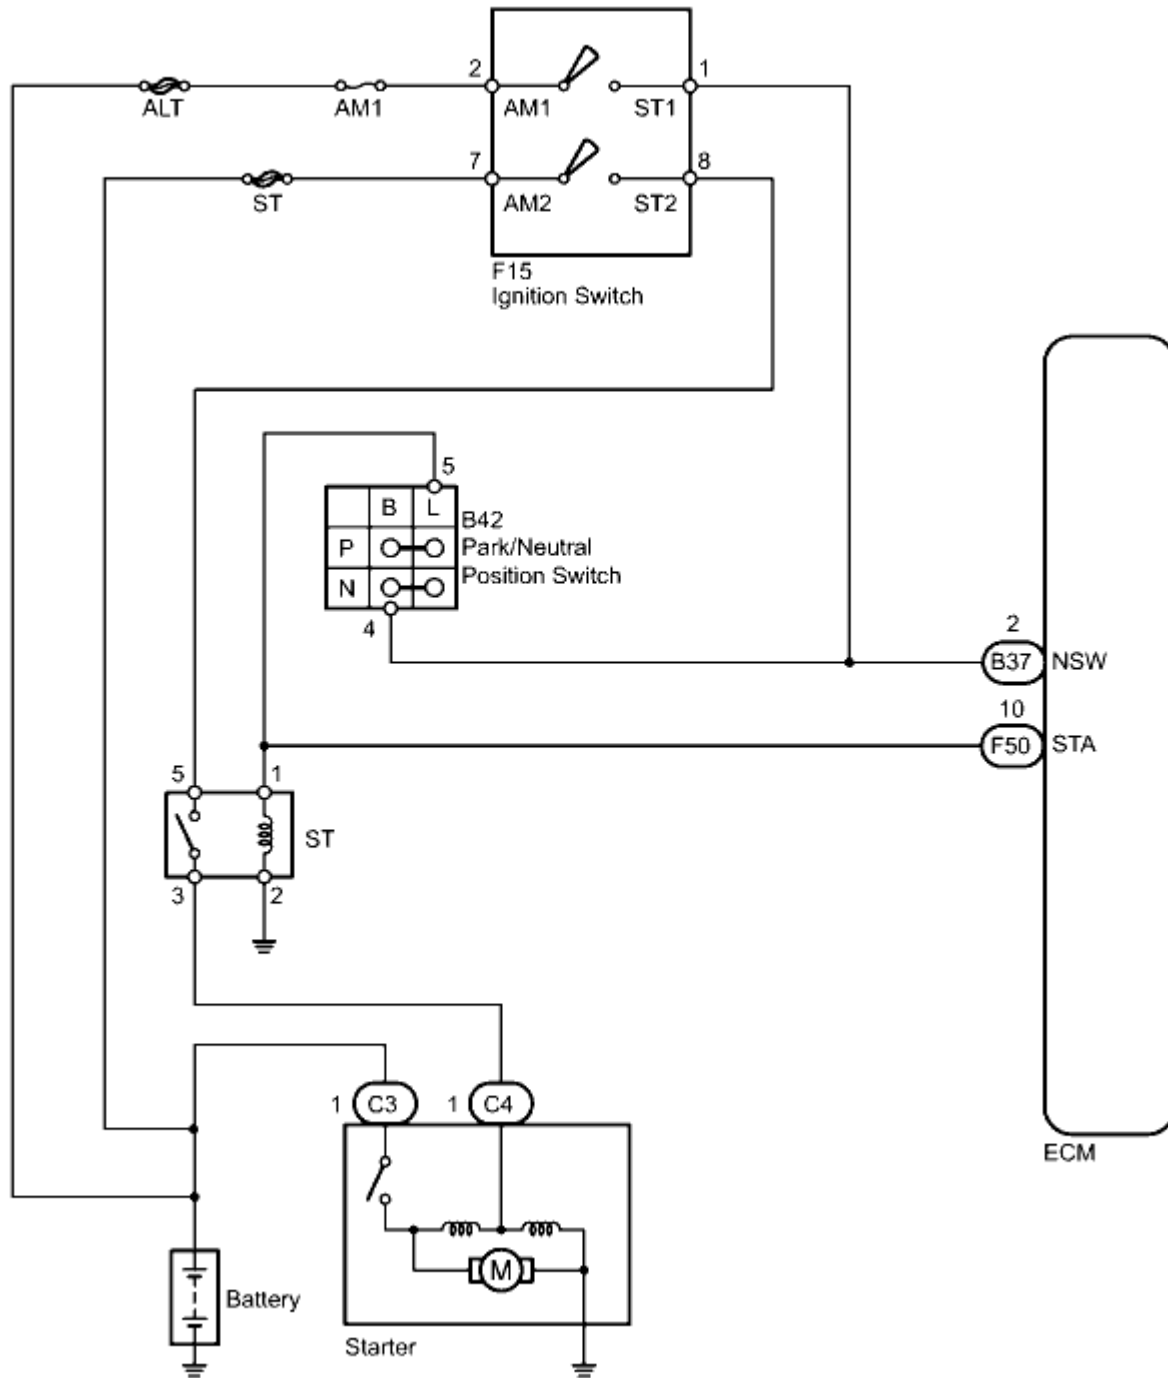 2
1
ALT
AM1
AM1
ST1
7
8
ST
AM2
ST2
F15
Ignition Switch
5
B L
B42
P
Park/Neutral
N
Position Switch
4
2
B37 NSW
10
F50 STA
5 1
ST
3 2
1 C3 1 C4
M
ECM
Battery
Starter